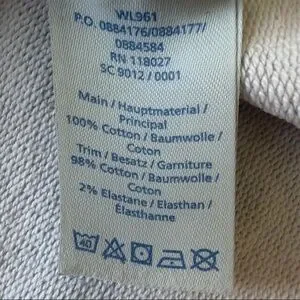 WL961
P.O. 0884176/0884177/
0884584
RN 118027
SC 9012 / 0001
Main / Hauptmaterial /
Principal
100% Cotton / Baumwolle /
Coton
Trim / Besatz / Garniture
98% Cotton / Baumwolle /
Coton
2% Elastane / Elasthan /
Élasthanne
40